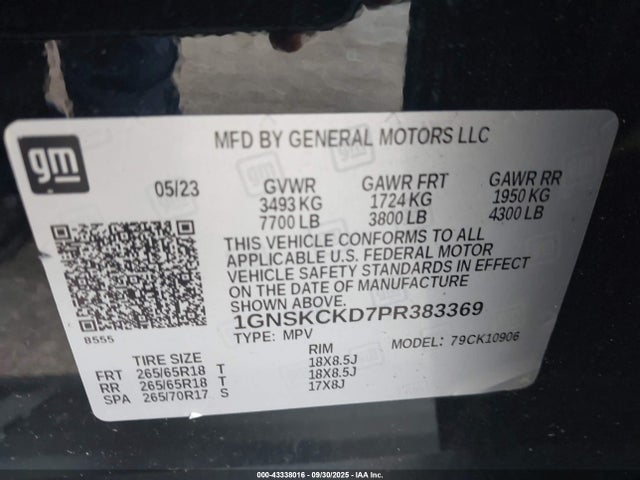 gm
MFD BY GENERAL MOTORS LLC
05/23 GVWR GAWR FRT GAWR RR
3493 KG 1724 KG 1950 KG
7700 LB 3800 LB 4300 LB
THIS VEHICLE CONFORMS TO ALL
APPLICABLE U.S. FEDERAL MOTOR
VEHICLE SAFETY STANDARDS IN EFFECT
ON THE DATE OF MANUFACTURE
SHOWN ABOVE.
8555
1GNSKCKD7PR383369
TYPE: MPV MODEL: 79CK10906
TIRE SIZE RIM
FRT 265/65R18 T 18X8.5J
RR 265/65R18 T 18X8.5J
SPA 265/70R17 S 17X8J
000-43338016 - 09/30/2025 - IAA Inc.